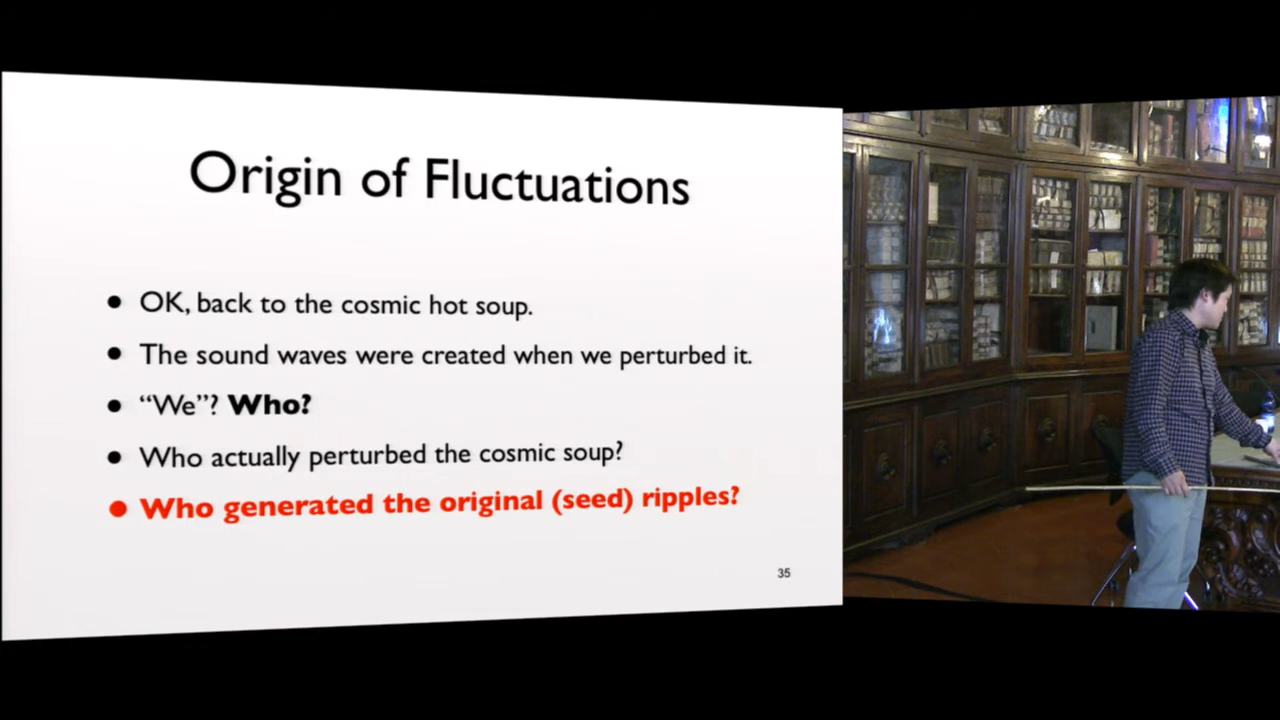 Origin of Fluctuations
• OK, back to the cosmic hot soup.
• The sound waves were created when we perturbed it.
• “We”? Who?
• Who actually perturbed the cosmic soup?
• Who generated the original (seed) ripples?
35